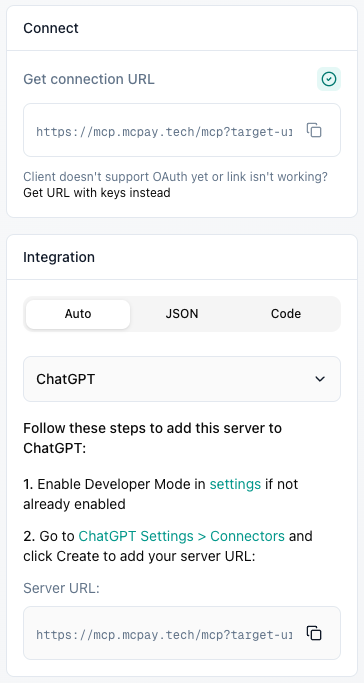 Connect
Get connection URL
https://mcp.mcpay.tech/mcp?target-ur
Client doesn't support OAuth yet or link isn't working?
Get URL with keys instead
Integration
Auto JSON Code
ChatGPT
Follow these steps to add this server to
ChatGPT:
1. Enable Developer Mode in settings if not
already enabled
2. Go to ChatGPT Settings > Connectors and
click Create to add your server URL:
Server URL:
https://mcp.mcpay.tech/mcp?target-ur